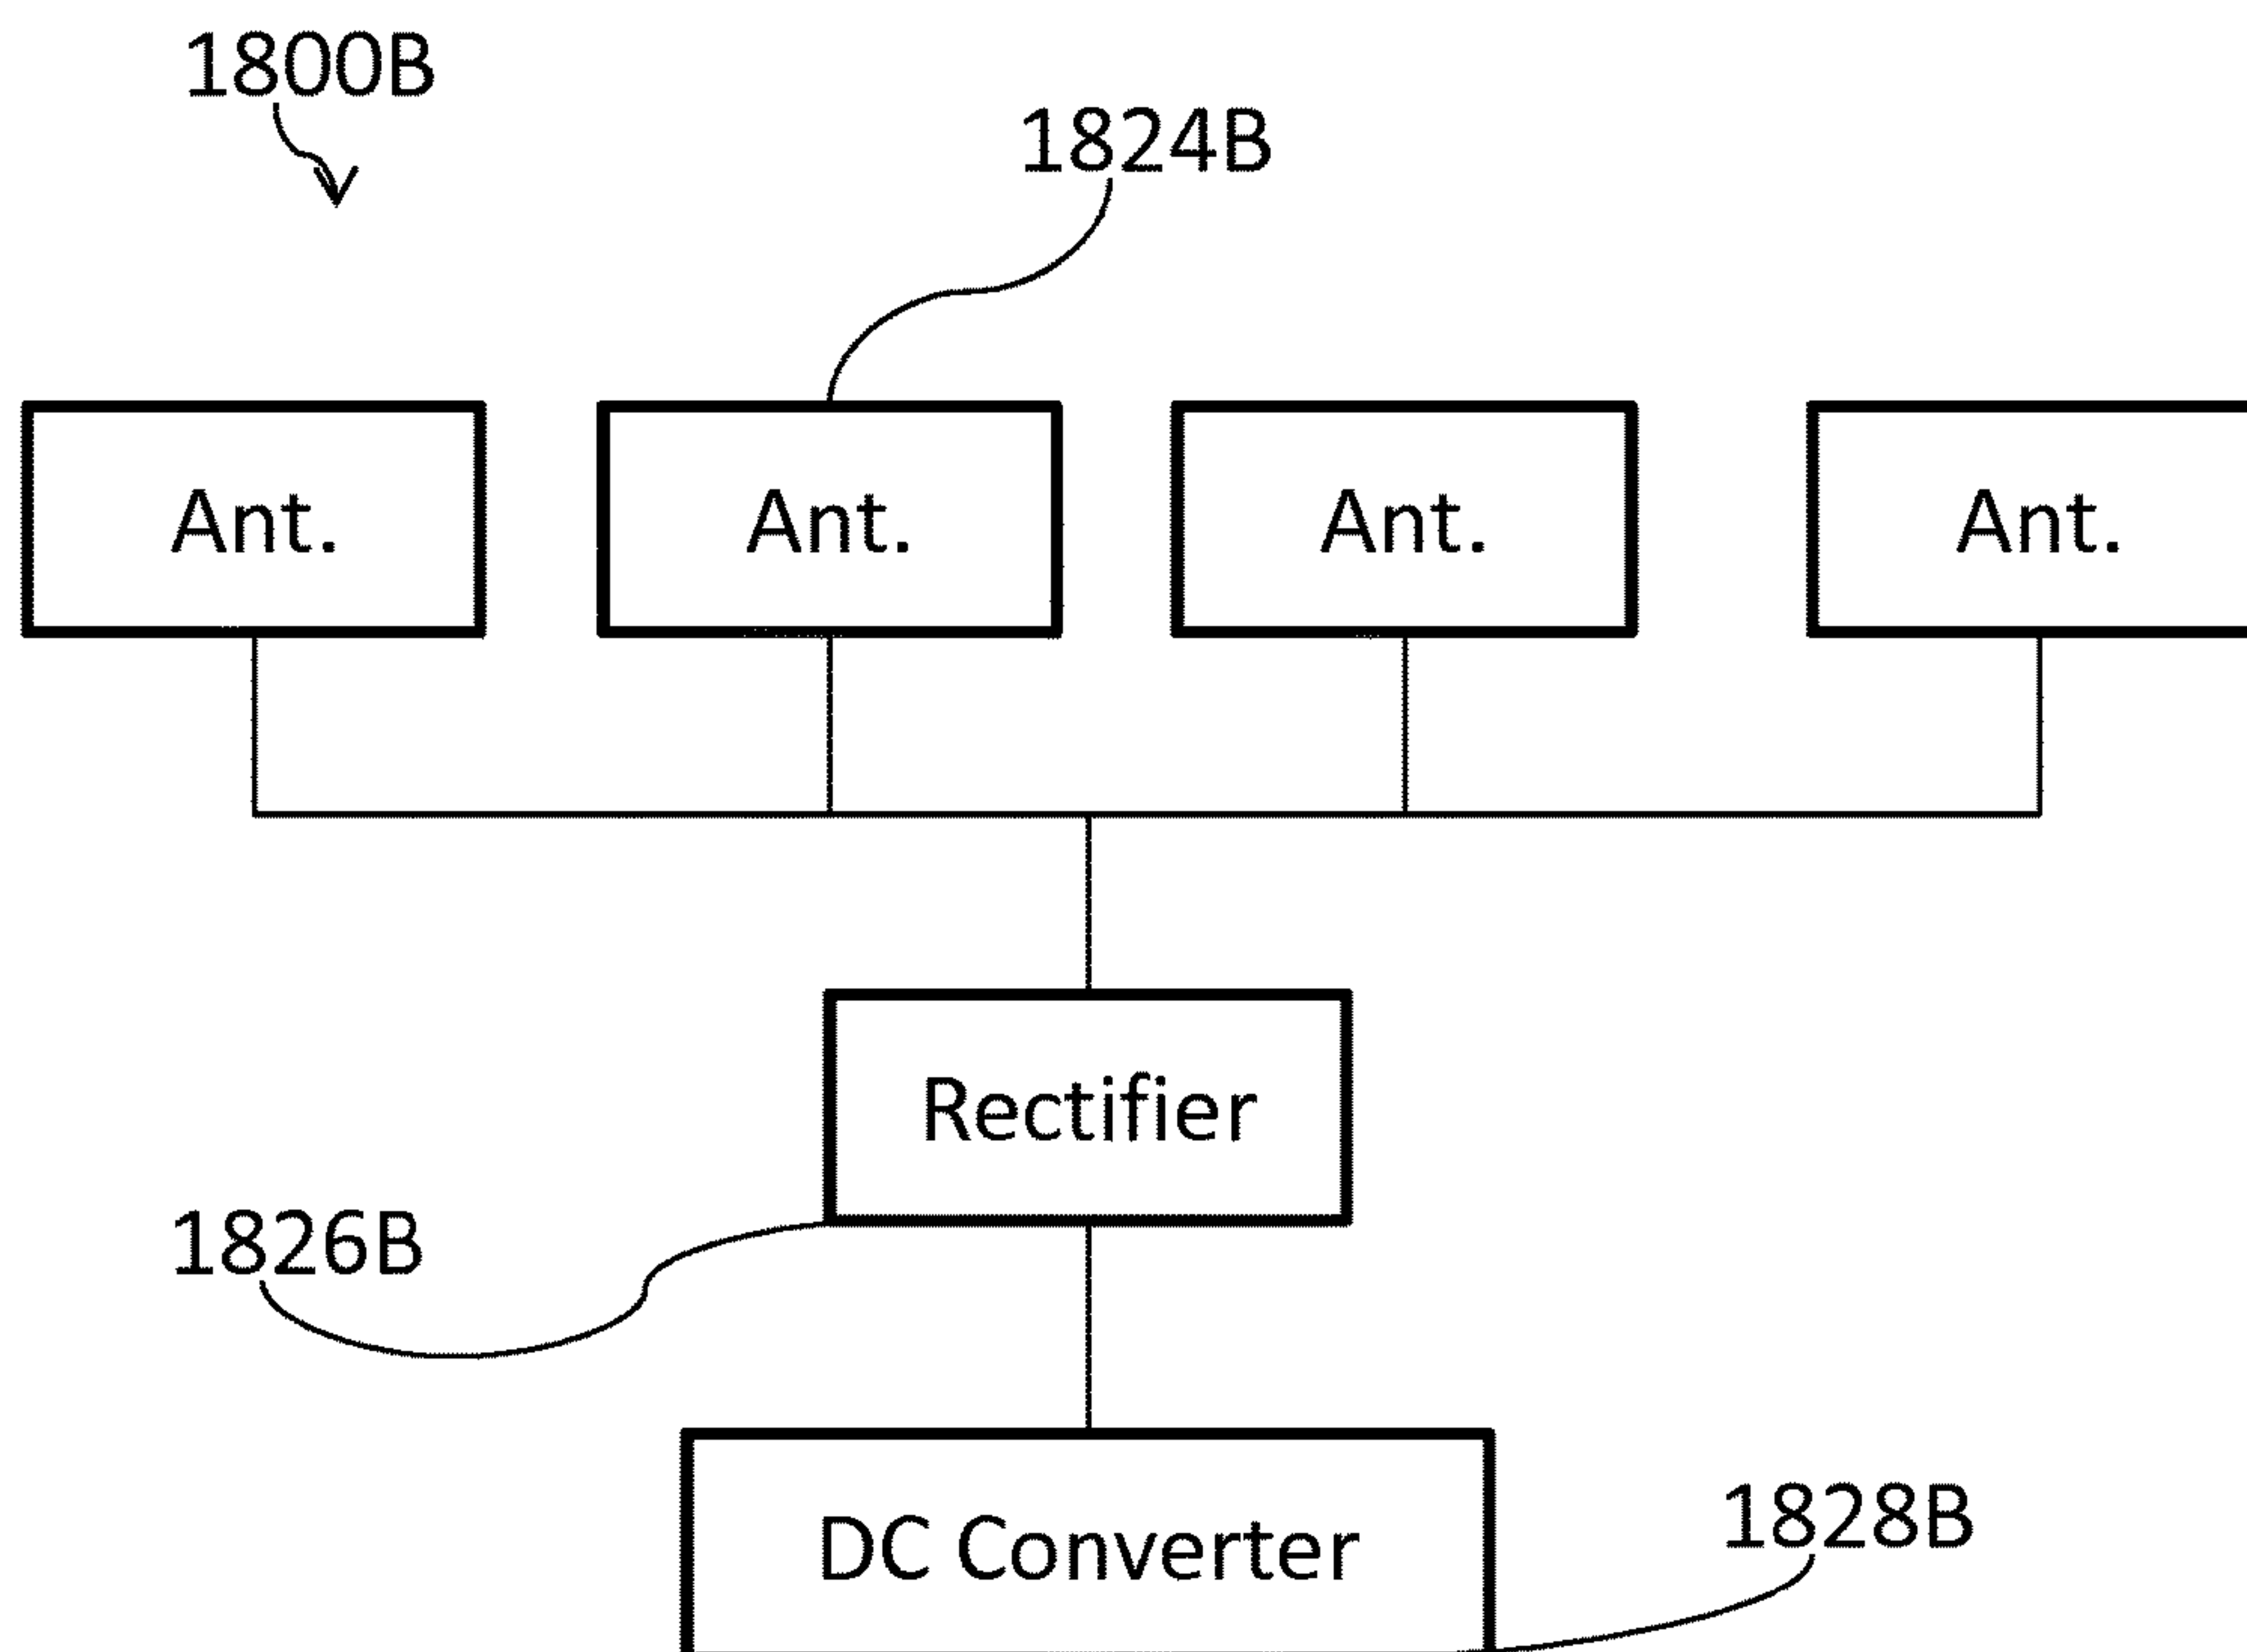 1800B
1824B
Ant. Ant. Ant. Ant.
Rectifier
1826B
DC Converter
1828B